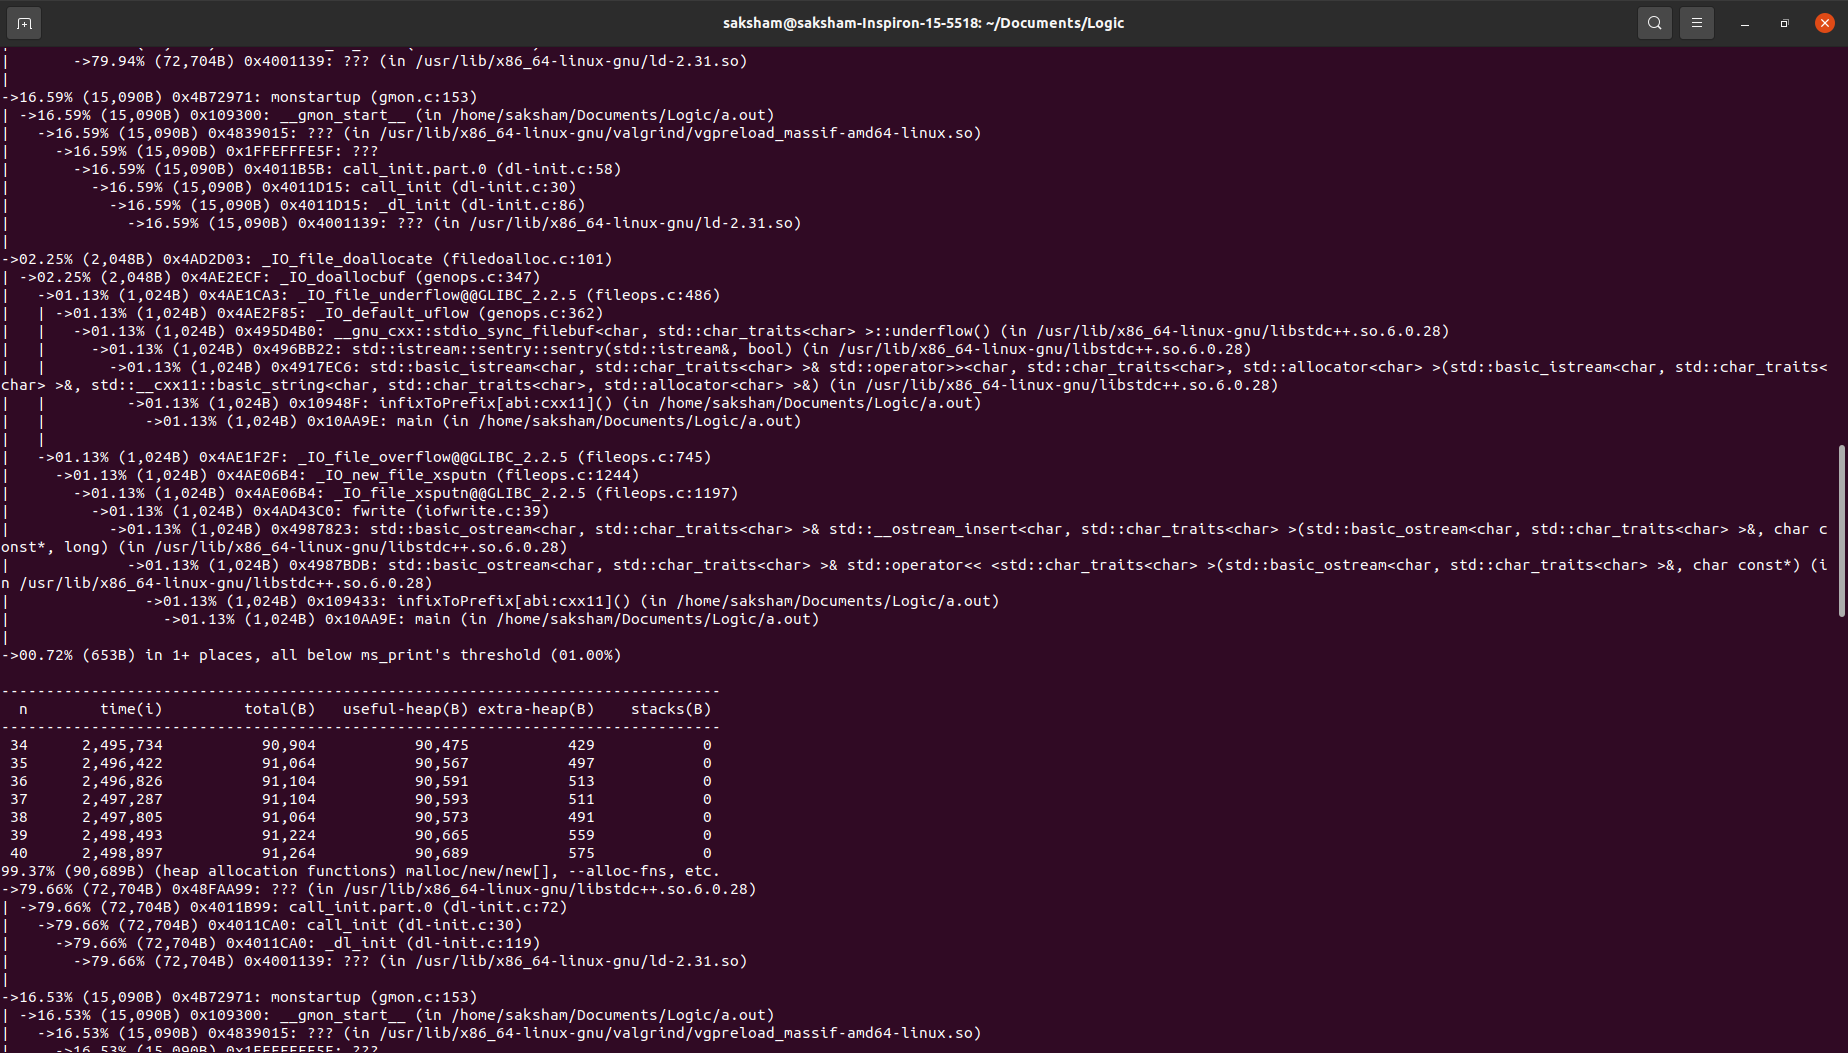 saksham@saksham-Inspiron-15-5518: ~/Documents/Logic
|       ->79.94% (72,704B) 0x4001139: ??? (in /usr/lib/x86_64-linux-gnu/ld-2.31.so)
|
->16.59% (15,090B) 0x4B72971: monstartup (gmon.c:153)
| ->16.59% (15,090B) 0x109300: __gmon_start__ (in /home/saksham/Documents/Logic/a.out)
|   ->16.59% (15,090B) 0x4839015: ??? (in /usr/lib/x86_64-linux-gnu/valgrind/vgpreload_massif-amd64-linux.so)
|     ->16.59% (15,090B) 0x1FFEFFFE5F: ???
|       ->16.59% (15,090B) 0x4011B5B: call_init.part.0 (dl-init.c:58)
|         ->16.59% (15,090B) 0x4011D15: call_init (dl-init.c:30)
|           ->16.59% (15,090B) 0x4011D15: _dl_init (dl-init.c:86)
|             ->16.59% (15,090B) 0x4001139: ??? (in /usr/lib/x86_64-linux-gnu/ld-2.31.so)
|
->02.25% (2,048B) 0x4AD2D03: _IO_file_doallocate (filedoalloc.c:101)
| ->02.25% (2,048B) 0x4AE2ECF: _IO_doallocbuf (genops.c:347)
|   ->01.13% (1,024B) 0x4AE1CA3: _IO_file_underflow@@GLIBC_2.2.5 (fileops.c:486)
|   | ->01.13% (1,024B) 0x4AE2F85: _IO_default_uflow (genops.c:362)
|   |   ->01.13% (1,024B) 0x495D4B0: __gnu_cxx::stdio_sync_filebuf<char, std::char_traits<char> >::underflow() (in /usr/lib/x86_64-linux-gnu/libstdc++.so.6.0.28)
|   |     ->01.13% (1,024B) 0x496BB22: std::istream::sentry::sentry(std::istream&, bool) (in /usr/lib/x86_64-linux-gnu/libstdc++.so.6.0.28)
|   |       ->01.13% (1,024B) 0x4917EC6: std::basic_istream<char, std::char_traits<char> >& std::operator>><char, std::char_traits<char>, std::allocator<char> >(std::basic_istream<char, std::char_traits<
char> >&, std::__cxx11::basic_string<char, std::char_traits<char>, std::allocator<char> >&) (in /usr/lib/x86_64-linux-gnu/libstdc++.so.6.0.28)
|   |         ->01.13% (1,024B) 0x10948F: infixToPrefix[abi:cxx11]() (in /home/saksham/Documents/Logic/a.out)
|   |           ->01.13% (1,024B) 0x10AA9E: main (in /home/saksham/Documents/Logic/a.out)
|   |
|   ->01.13% (1,024B) 0x4AE1F2F: _IO_file_overflow@@GLIBC_2.2.5 (fileops.c:745)
|     ->01.13% (1,024B) 0x4AE06B4: _IO_new_file_xsputn (fileops.c:1244)
|       ->01.13% (1,024B) 0x4AE06B4: _IO_file_xsputn@@GLIBC_2.2.5 (fileops.c:1197)
|         ->01.13% (1,024B) 0x4AD43C0: fwrite (iofwrite.c:39)
|           ->01.13% (1,024B) 0x4987823: std::basic_ostream<char, std::char_traits<char> >& std::__ostream_insert<char, std::char_traits<char> >(std::basic_ostream<char, std::char_traits<char> >&, char c
onst*, long) (in /usr/lib/x86_64-linux-gnu/libstdc++.so.6.0.28)
|             ->01.13% (1,024B) 0x4987BDB: std::basic_ostream<char, std::char_traits<char> >& std::operator<< <std::char_traits<char> >(std::basic_ostream<char, std::char_traits<char> >&, char const*) (i
n /usr/lib/x86_64-linux-gnu/libstdc++.so.6.0.28)
|               ->01.13% (1,024B) 0x109433: infixToPrefix[abi:cxx11]() (in /home/saksham/Documents/Logic/a.out)
|                 ->01.13% (1,024B) 0x10AA9E: main (in /home/saksham/Documents/Logic/a.out)
|
->00.72% (653B) in 1+ places, all below ms_print's threshold (01.00%)
--------------------------------------------------------------------------------
  n        time(i)         total(B)   useful-heap(B) extra-heap(B)    stacks(B)
--------------------------------------------------------------------------------
 34      2,495,734           90,904           90,475           429            0
 35      2,496,422           91,064           90,567           497            0
 36      2,496,826           91,104           90,591           513            0
 37      2,497,287           91,104           90,593           511            0
 38      2,497,805           91,064           90,573           491            0
 39      2,498,493           91,224           90,665           559            0
 40      2,498,897           91,264           90,689           575            0
99.37% (90,689B) (heap allocation functions) malloc/new/new[], --alloc-fns, etc.
->79.66% (72,704B) 0x48FAA99: ??? (in /usr/lib/x86_64-linux-gnu/libstdc++.so.6.0.28)
| ->79.66% (72,704B) 0x4011B99: call_init.part.0 (dl-init.c:72)
|   ->79.66% (72,704B) 0x4011CA0: call_init (dl-init.c:30)
|     ->79.66% (72,704B) 0x4011CA0: _dl_init (dl-init.c:119)
|       ->79.66% (72,704B) 0x4001139: ??? (in /usr/lib/x86_64-linux-gnu/ld-2.31.so)
|
->16.53% (15,090B) 0x4B72971: monstartup (gmon.c:153)
| ->16.53% (15,090B) 0x109300: __gmon_start__ (in /home/saksham/Documents/Logic/a.out)
|   ->16.53% (15,090B) 0x4839015: ??? (in /usr/lib/x86_64-linux-gnu/valgrind/vgpreload_massif-amd64-linux.so)
|     ->16.53% (15,090B) 0x1FFEFFFE5F: ???